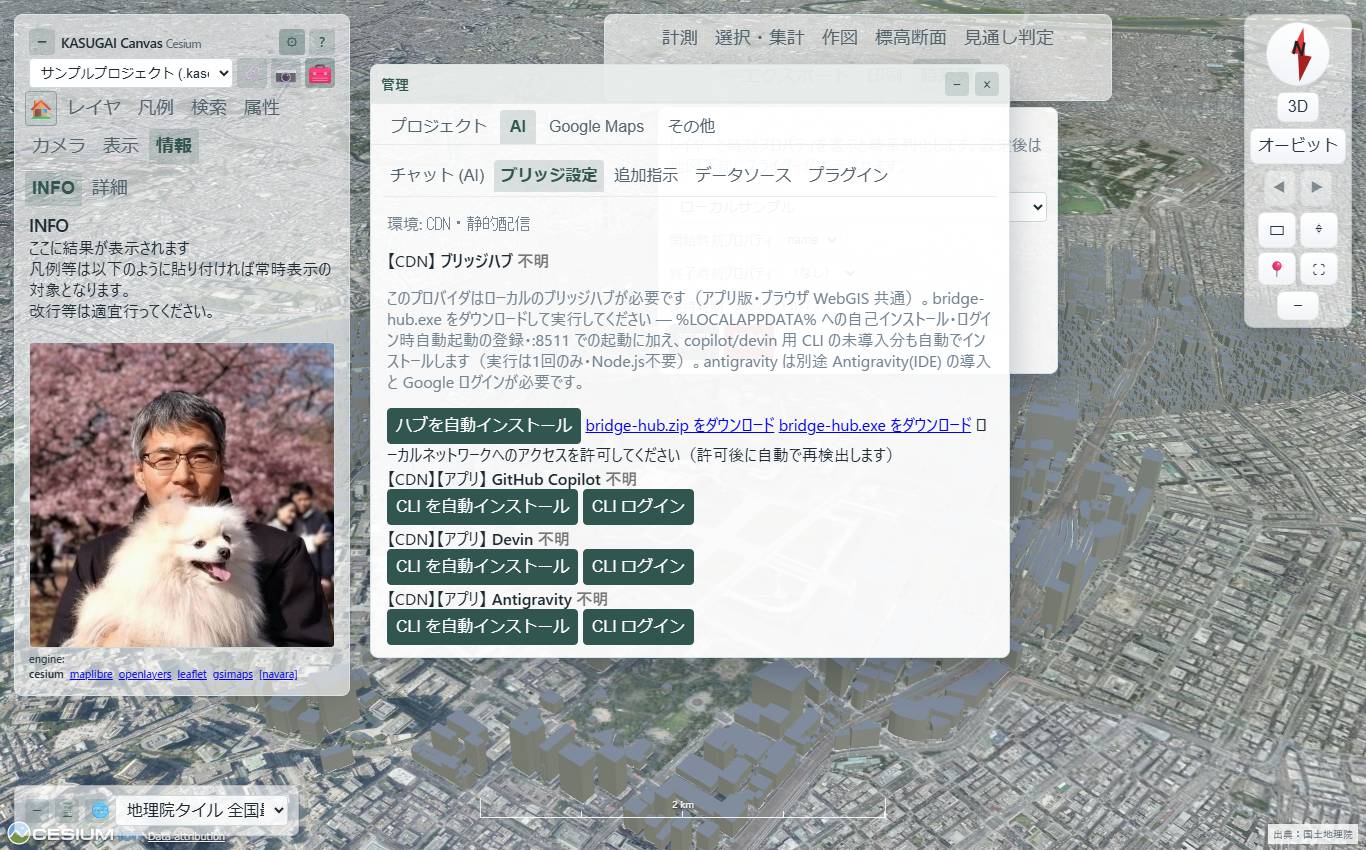 KASUGAI Canvas Cesium
?
サンプルプロジェクト (.kasu
レイヤ 凡例 検索 属性
カメラ 表示 情報
INFO 詳細
INFO
ここに結果が表示されます
凡例等は以下のように貼り付ければ常時表示の
対象となります。
改行等は適宜行ってください。
engine:
cesium maplibre openlayers leaflet gsimaps [navara]
計測 選択・集計 作図 標高断面 見通し判定
管理
プロジェクト AI Google Maps その他
チャット (AI) ブリッジ設定 追加指示 データソース プラグイン
環境: CDN・静的配信
【CDN】 ブリッジハブ 不明
このプロバイダはローカルのブリッジハブが必要です（アプリ版・ブラウザ WebGIS 共通）。bridge-
hub.exe をダウンロードして実行してください — %LOCALAPPDATA% への自己インストール・ログイ
ン時自動起動の登録・:8511 での起動に加え、copilot/devin 用 CLI の未導入分も自動でイン
ストールします（実行は1回のみ・Node.js不要）。antigravity は別途 Antigravity(IDE) の導入
と Google ログインが必要です。
ハブを自動インストール bridge-hub.zip をダウンロード bridge-hub.exe をダウンロード ロ
ーカルネットワークへのアクセスを許可してください（許可後に自動で再検出します）
【CDN】【アプリ】 GitHub Copilot 不明
CLI を自動インストール CLI ログイン
【CDN】【アプリ】 Devin 不明
CLI を自動インストール CLI ログイン
【CDN】【アプリ】 Antigravity 不明
CLI を自動インストール CLI ログイン
後は
ローカルサンプル
name
N
3D
オービット
地理院タイル 全国最
CESIUM
Data attribution
2 km
出典：国土地理院